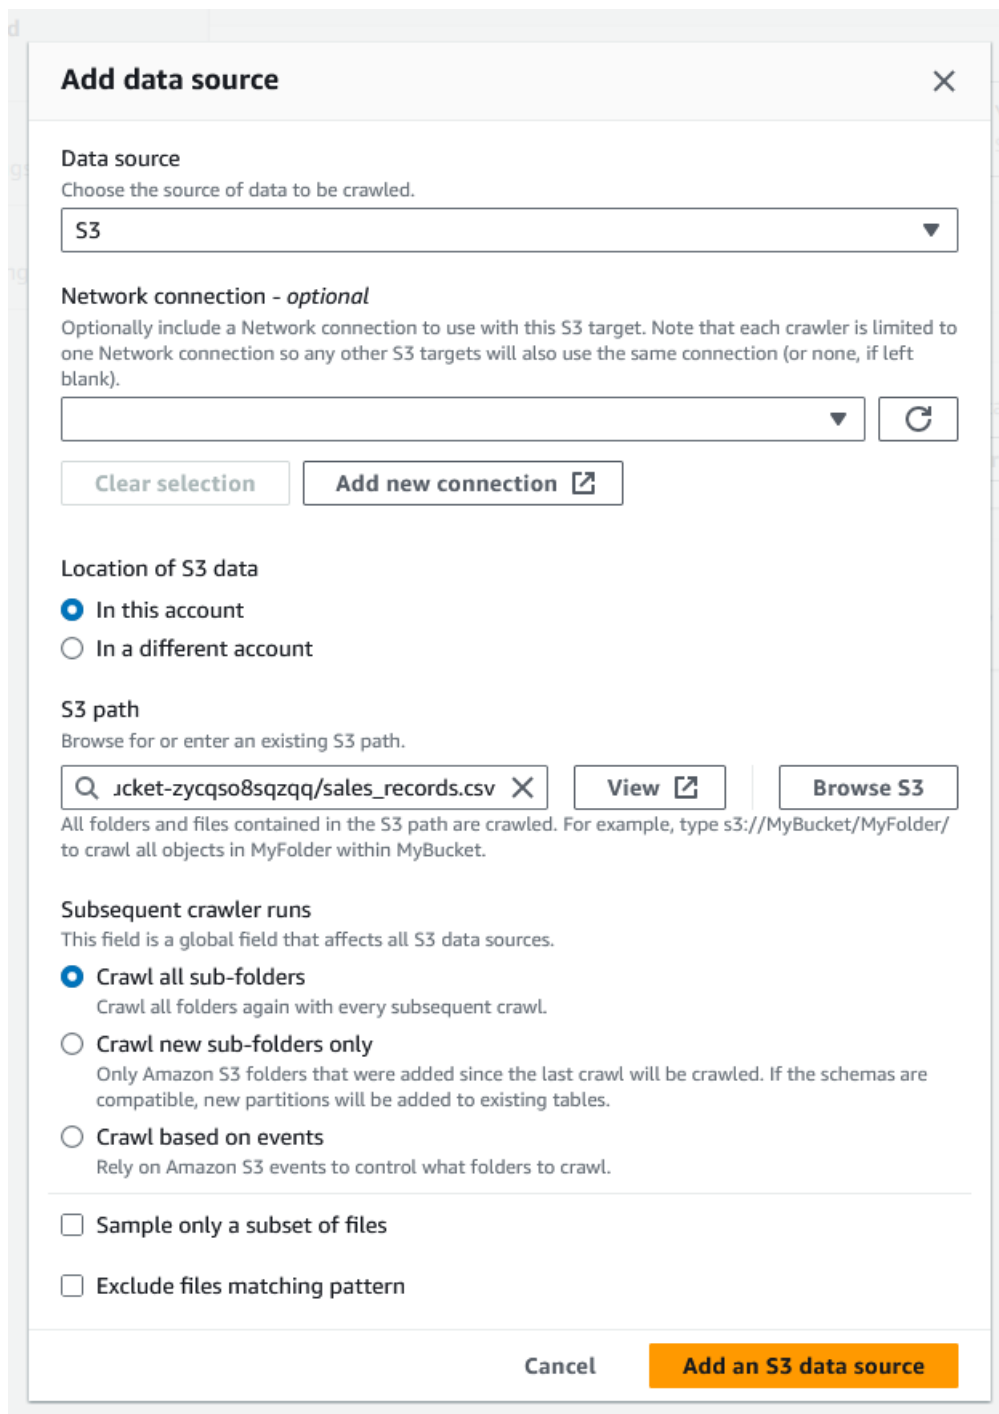 Add data source
Data source
Choose the source of data to be crawled.
S3
Network connection - optional
Optionally include a Network connection to use with this S3 target. Note that each crawler is limited to
one Network connection so any other S3 targets will also use the same connection (or none, if left
blank).
Clear selection
Add new connection
Location of S3 data
In this account
In a different account
S3 path
Browse for or enter an existing S3 path.
ucket-zycqso8sqzqq/sales_records.csv
View
Browse S3
All folders and files contained in the S3 path are crawled. For example, type s3://MyBucket/MyFolder/
to crawl all objects in MyFolder within MyBucket.
Subsequent crawler runs
This field is a global field that affects all S3 data sources.
Crawl all sub-folders
Crawl all folders again with every subsequent crawl.
Crawl new sub-folders only
Only Amazon S3 folders that were added since the last crawl will be crawled. If the schemas are
compatible, new partitions will be added to existing tables.
Crawl based on events
Rely on Amazon S3 events to control what folders to crawl.
Sample only a subset of files
Exclude files matching pattern
Cancel
Add an S3 data source